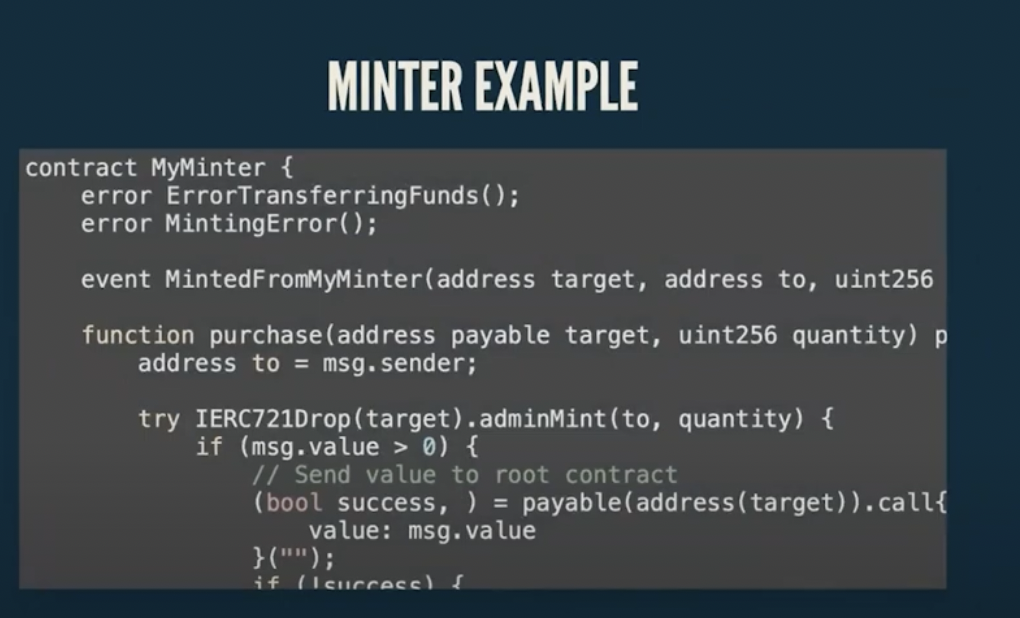 MINTER EXAMPLE
contract MyMinter {
error ErrorTransferringFunds();
error MintingError();
event MintedFromMyMinter(address target, address to, uint256
function purchase(address payable target, uint256 quantity) p
address to = msg.sender;
try IERC721Drop(target).adminMint(to, quantity) {
if (msg.value > 0) {
// Send value to root contract
(bool success, ) = payable(address(target)).call{
value: msg.value
}("");
if (!success) {